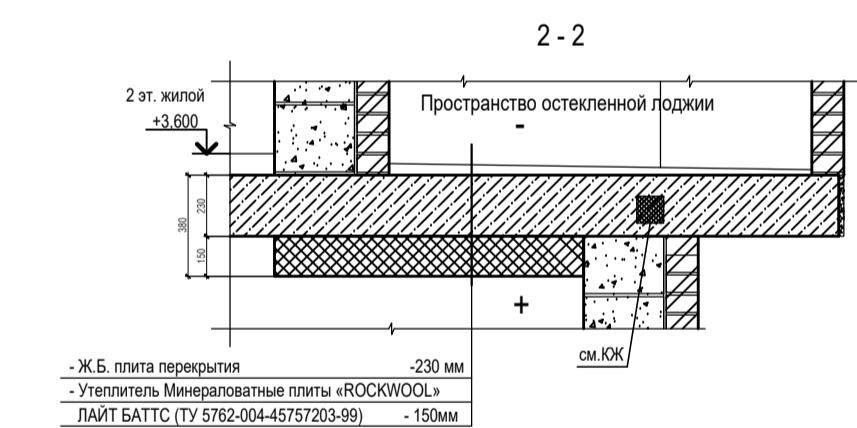 2 - 2
2 эт. жилой
+3,600
Пространство остекленной лоджии
-
380
230
150
+
см.КЖ
- Ж.Б. плита перекрытия -230 мм
- Утеплитель Минераловатные плиты «ROCKWOOL»
ЛАЙТ БАТТС (ТУ 5762-004-45757203-99) - 150мм